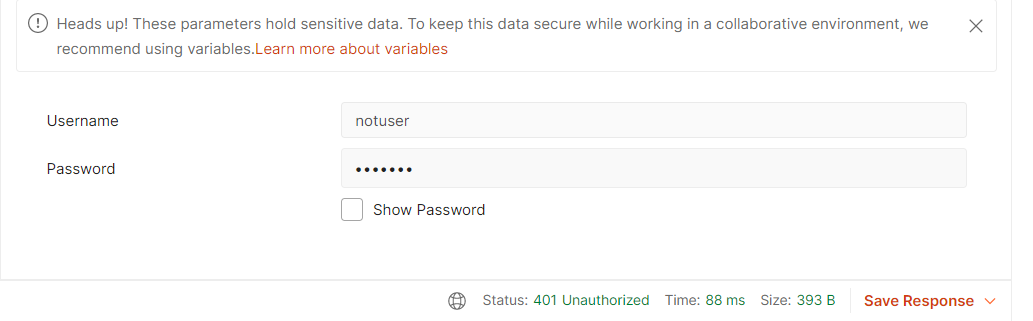 Heads up! These parameters hold sensitive data. To keep this data secure while working in a collaborative environment, we
recommend using variables.Learn more about variables
Username
notuser
Password
•••••••
Show Password
Status: 401 Unauthorized Time: 88 ms Size: 393 B Save Response